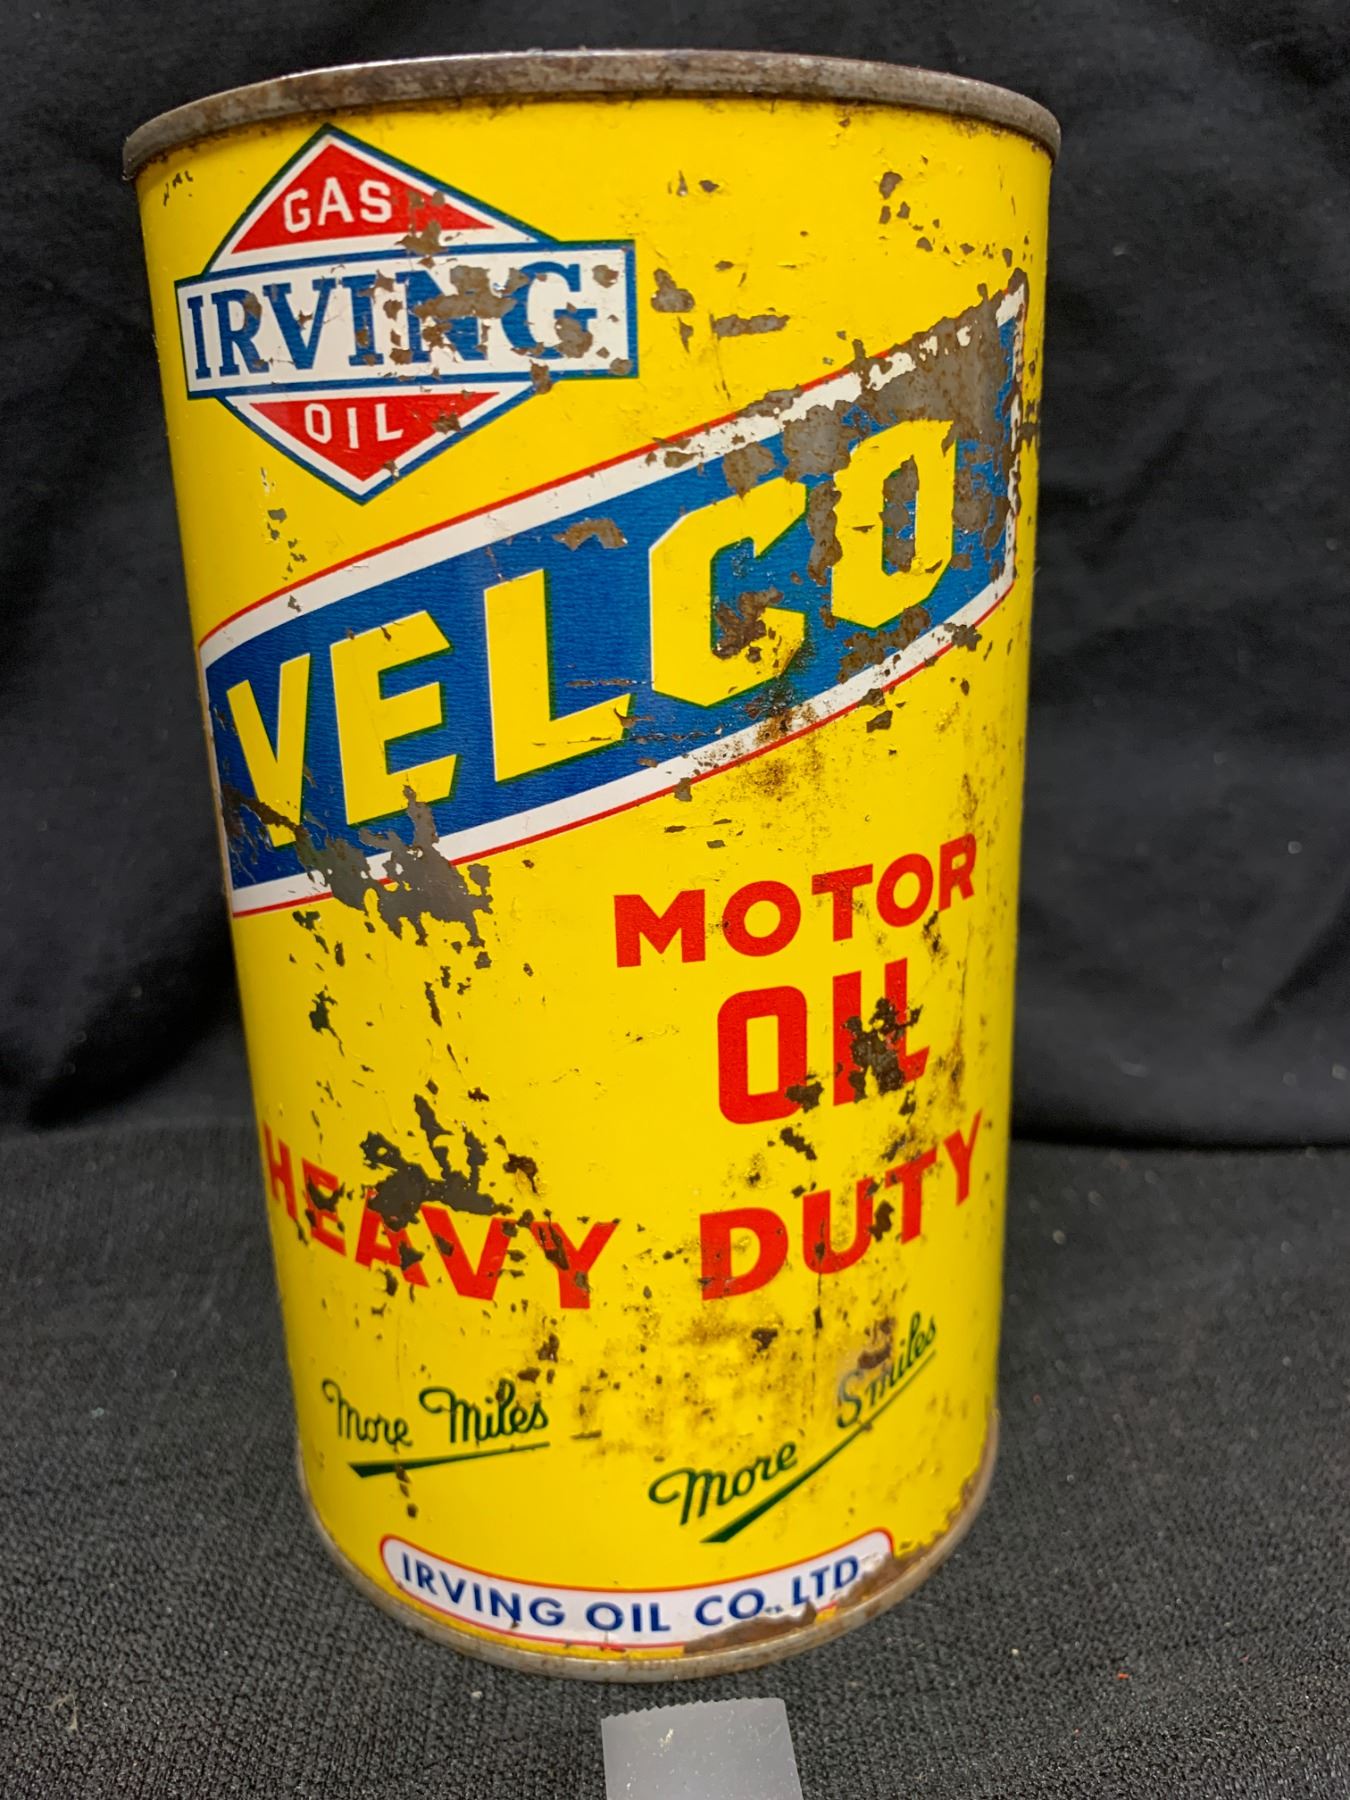 GAS
IRVING
OIL
VELCO
MOTOR
OIL
HEAVY DUTY
More Miles
More Smiles
IRVING OIL CO. LTD.